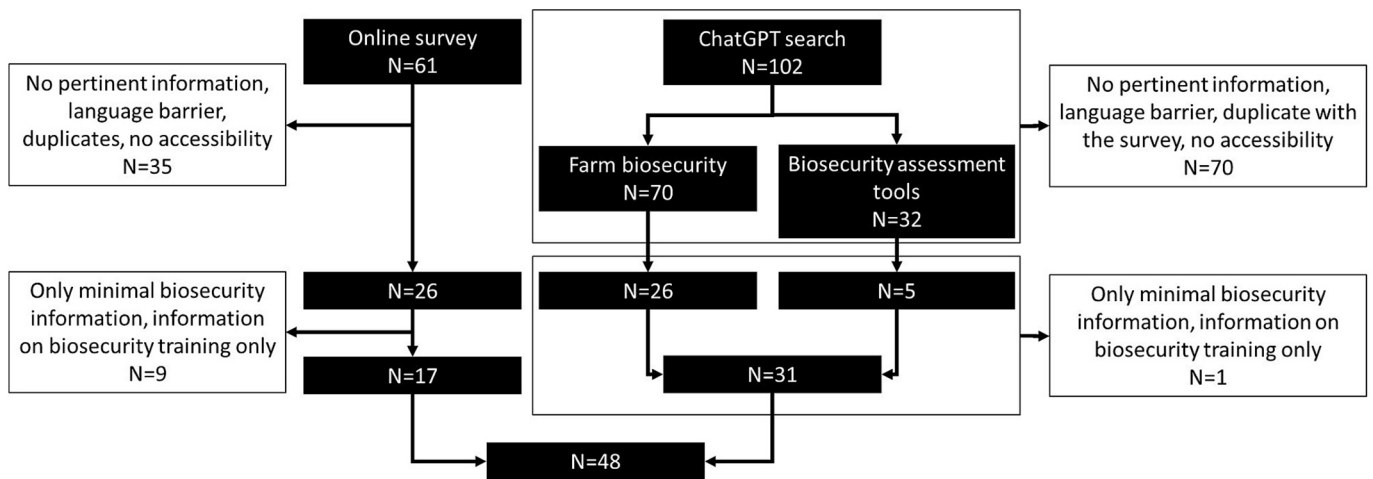 Online survey
N=61
ChatGPT search
N=102
No pertinent information,
language barrier,
duplicates, no accessibility
N=35
No pertinent information,
language barrier, duplicate with
the survey, no accessibility
N=70
Farm biosecurity
N=70
Biosecurity assessment
tools
N=32
Only minimal biosecurity
information, information
on biosecurity training only
N=9
N=26
N=26
N=5
Only minimal biosecurity
information, information on
biosecurity training only
N=1
N=17
N=31
N=48